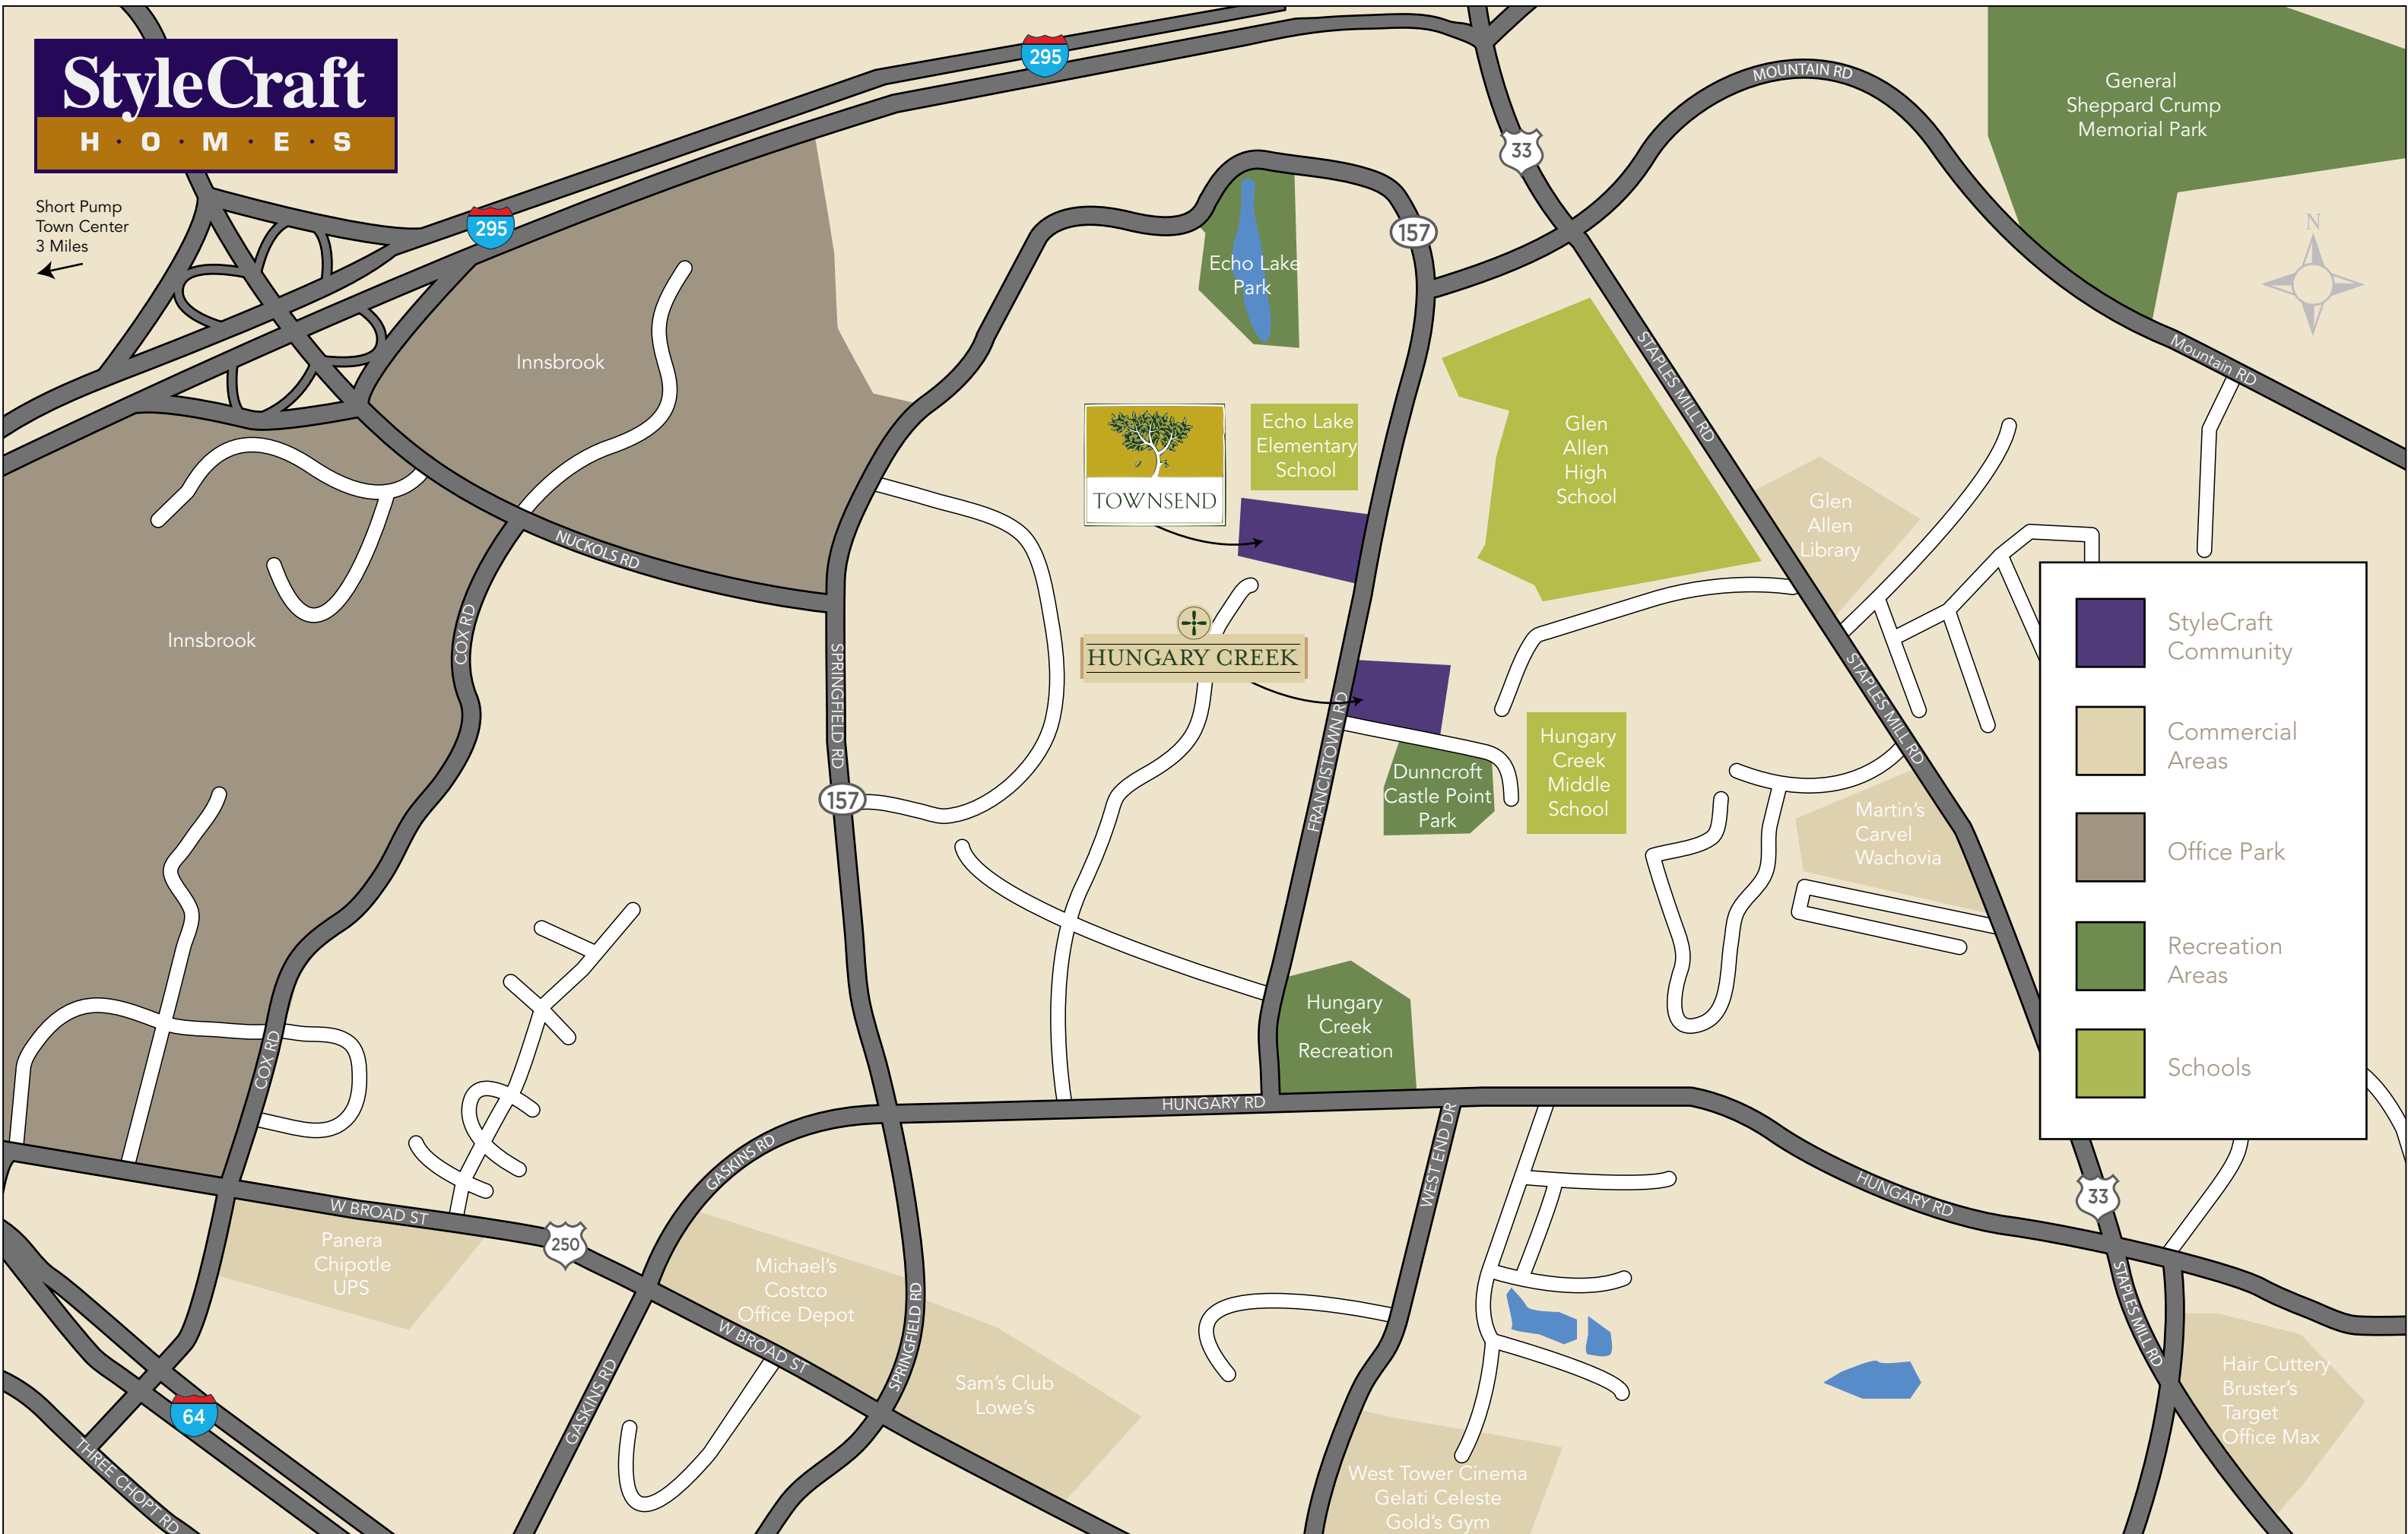 StyleCraft
H · O · M · E · S
Short Pump
Town Center
3 Miles
295
295
33
MOUNTAIN RD
General
Sheppard Crump
Memorial Park
N
157
Echo Lake
Park
Innsbrook
STAPLES MILL RD
Mountain RD
TOWNSEND
Echo Lake
Elementary
School
Glen
Allen
High
School
Glen
Allen
Library
NUCKOLS RD
Innsbrook
COX RD
SPRINGFIELD RD
HUNGARY CREEK
FRANCISTOWN RD
STAPLES MILL RD
157
Dunncroft
Castle Point
Park
Hungary
Creek
Middle
School
Martin's
Carvel
Wachovia
StyleCraft
Community
Commercial
Areas
Office Park
Recreation
Areas
Schools
Hungary
Creek
Recreation
COX RD
HUNGARY RD
GASKINS RD
WEST END DR
HUNGARY RD
33
W BROAD ST
250
Panera
Chipotle
UPS
Michael's
Costco
Office Depot
W BROAD ST
SPRINGFIELD RD
GASKINS RD
Sam's Club
Lowe's
64
THREE CHOPT RD
STAPLES MILL RD
Hair Cuttery
Bruster's
Target
Office Max
West Tower Cinema
Gelati Celeste
Gold's Gym